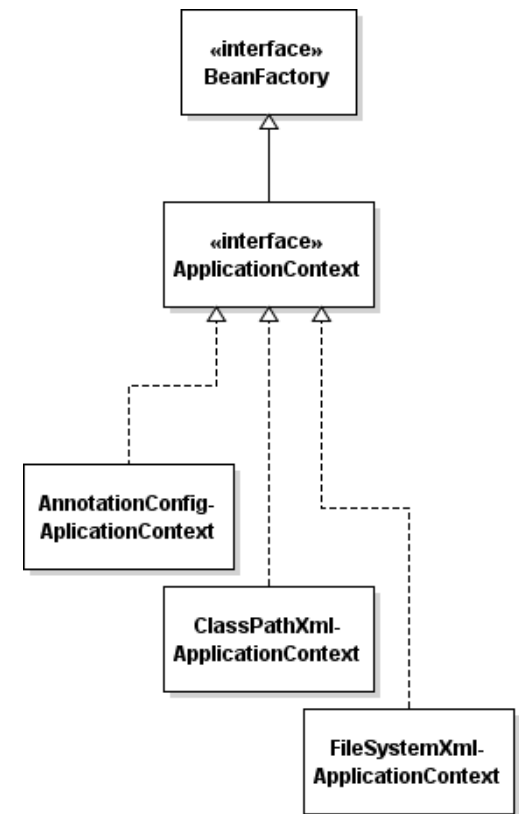 «interface»
BeanFactory
«interface»
ApplicationContext
AnnotationConfig-
AplicationContext
ClassPathXml-
ApplicationContext
FileSystemXml-
ApplicationContext